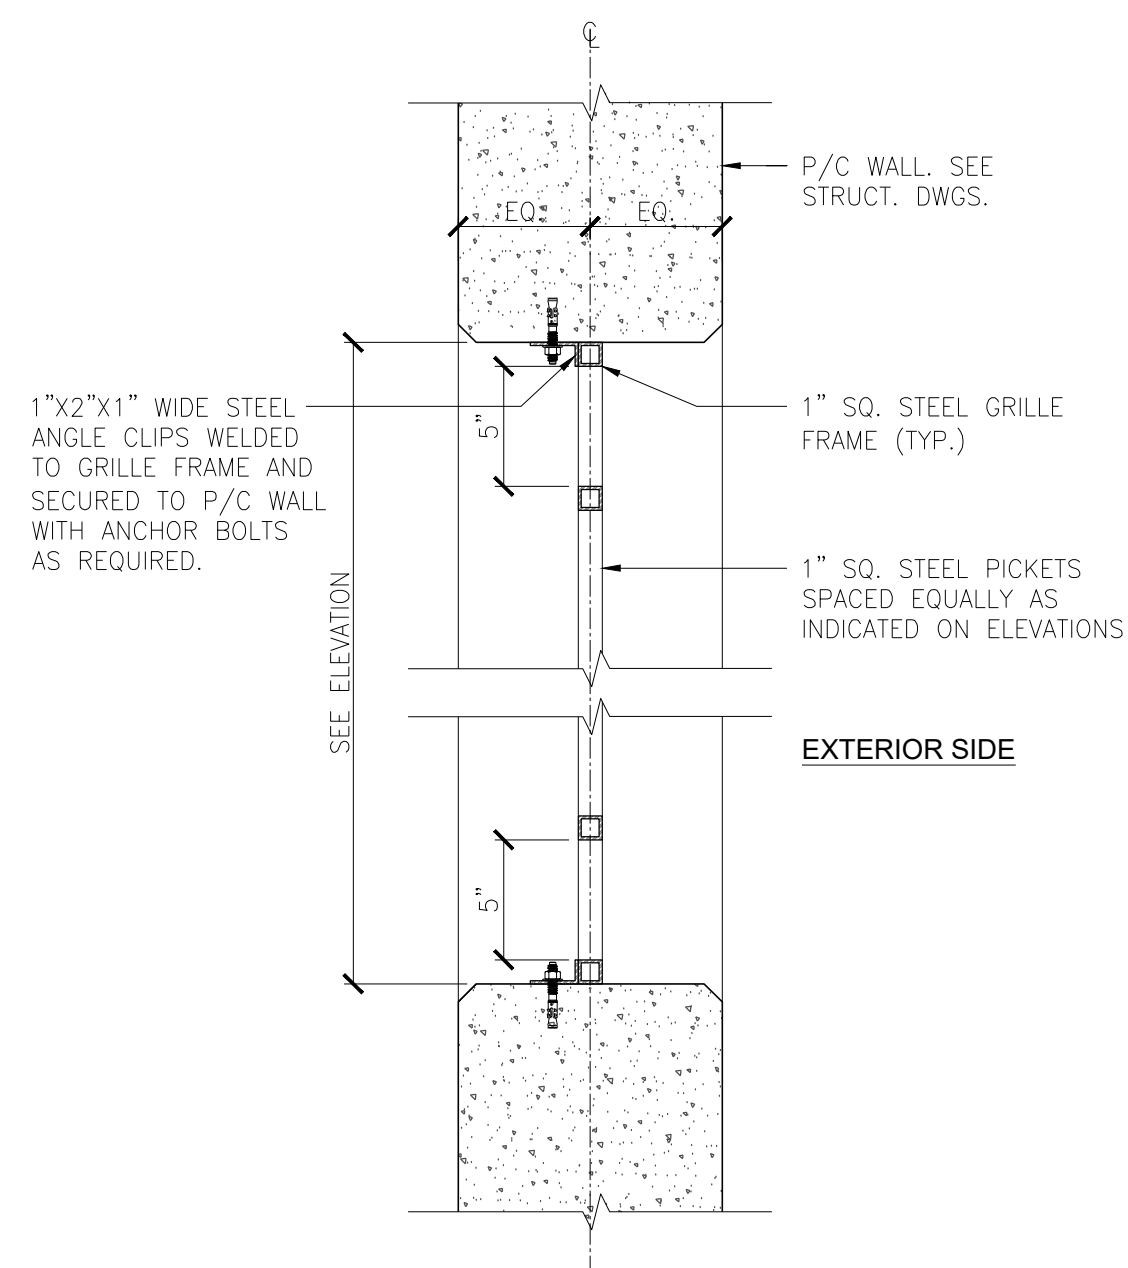 ℄
P/C WALL. SEE
STRUCT. DWGS.
EQ.
EQ.
1”X2”X1” WIDE STEEL
ANGLE CLIPS WELDED
TO GRILLE FRAME AND
SECURED TO P/C WALL
WITH ANCHOR BOLTS
AS REQUIRED.
5”
1” SQ. STEEL GRILLE
FRAME (TYP.)
1” SQ. STEEL PICKETS
SPACED EQUALLY AS
INDICATED ON ELEVATIONS
SEE ELEVATION
EXTERIOR SIDE
5”